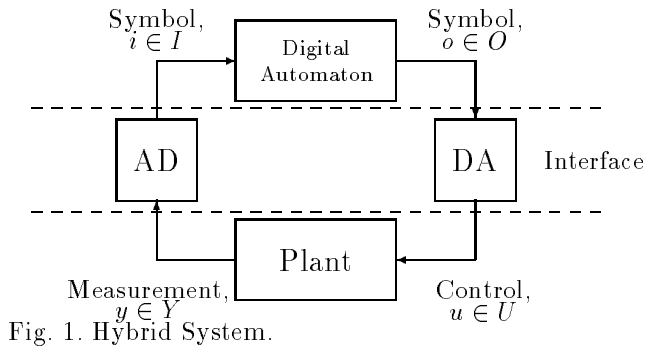 Symbol,
i ∈ I
Digital
Automaton
Symbol,
o ∈ O
AD
DA
Interface
Plant
Measurement,
y ∈ Y
Control,
u ∈ U
Fig. 1. Hybrid System.